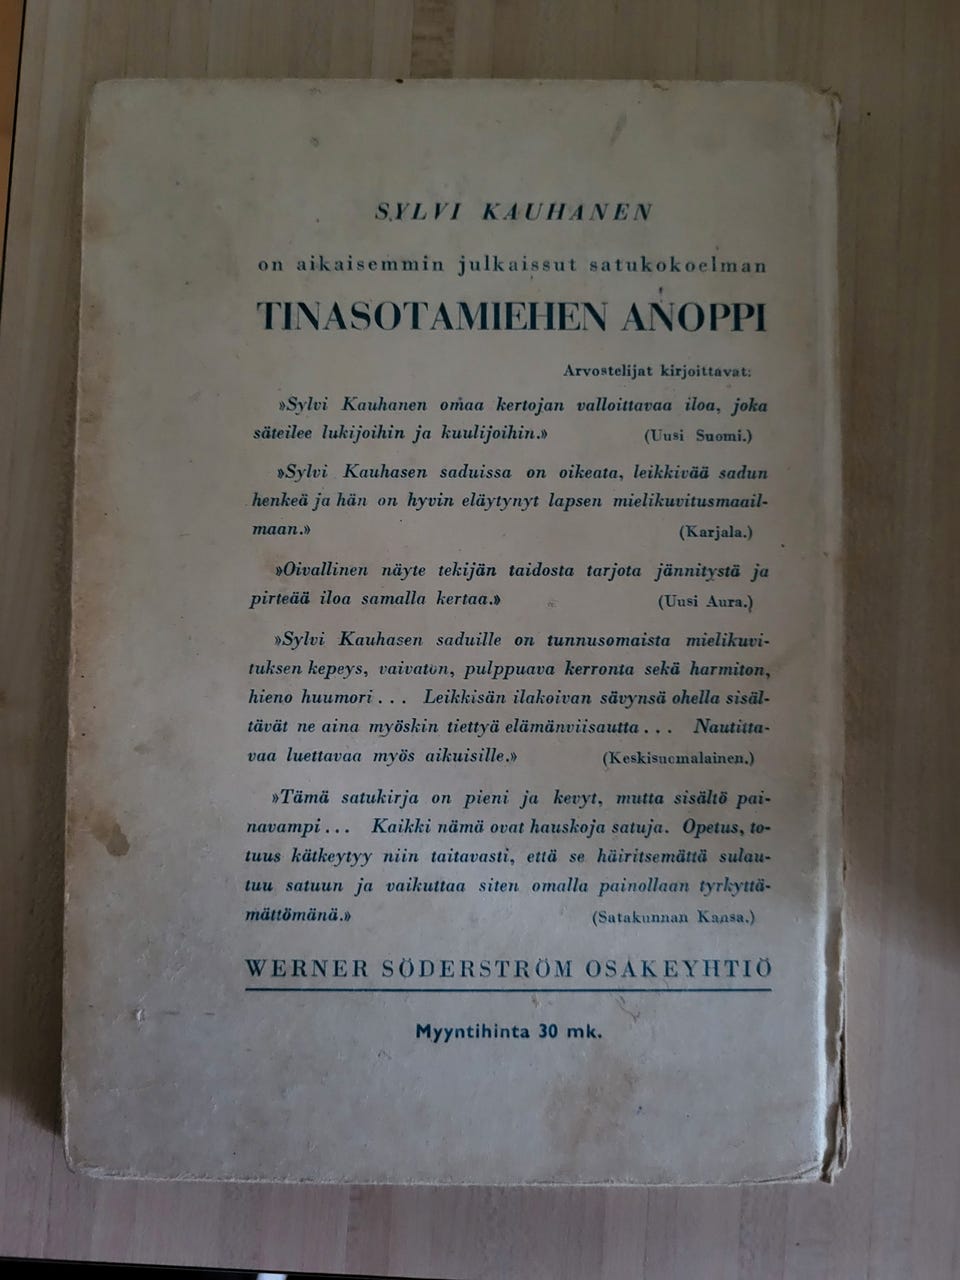 SYLVI KAUHANEN
on aikaisemmin julkaissut satukokoelman
TINASOTAMIEHEN ANOPPI
Arvostelijat kirjoittavat:
»Sylvi Kauhanen omaa kertojan valloittavaa iloa, joka
säteilee lukijoihin ja kuulijoihin.» (Uusi Suomi.)
»Sylvi Kauhasen saduissa on oikeata, leikkivää sadun
henkeä ja hän on hyvin eläytynyt lapsen mielikuvitusmaail-
maan.» (Karjala.)
»Oivallinen näyte tekijän taidosta tarjota jännitystä ja
pirteää iloa samalla kertaa.» (Uusi Aura.)
»Sylvi Kauhasen saduille on tunnusomaista mielikuvi-
tuksen kepeys, vaivaton, pulppuava kerronta sekä harmiton,
hieno huumori . . . Leikkisän ilakoivan sävynsä ohella sisäl-
tävät ne aina myöskin tiettyä elämänviisautta . . . Nautitta-
vaa luettavaa myös aikuisille.» (Keskisuomalainen.)
»Tämä satukirja on pieni ja kevyt, mutta sisältö pai-
navampi . . . Kaikki nämä ovat hauskoja satuja. Opetus, to-
tuus kätkeytyy niin taitavasti, että se häiritsemättä sulau-
tuu satuun ja vaikuttaa siten omalla painollaan tyrkyttä-
mättömänä.» (Satakunnan Kansa.)
WERNER SÖDERSTRÖM OSAKEYHTIÖ
Myyntihinta 30 mk.